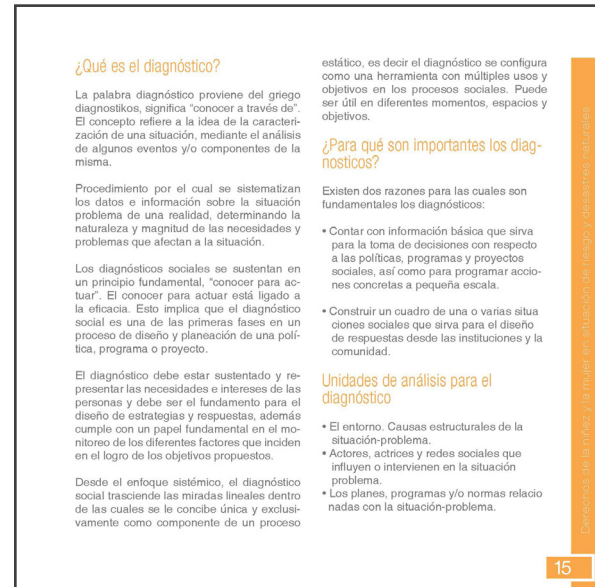 ¿Qué es el diagnóstico?
La palabra diagnóstico proviene del griego
diagnostikos, significa “conocer a través de”.
El concepto refiere a la idea de la caracteri-
zación de una situación, mediante el análisis
de algunos eventos y/o componentes de la
misma.
Procedimiento por el cual se sistematizan
los datos e información sobre la situación
problema de una realidad, determinando la
naturaleza y magnitud de las necesidades y
problemas que afectan a la situación.
Los diagnósticos sociales se sustentan en
un principio fundamental, “conocer para ac-
tuar”. El conocer para actuar está ligado a
la eficacia. Esto implica que el diagnóstico
social es una de las primeras fases en un
proceso de diseño y planeación de una polí-
tica, programa o proyecto.
El diagnóstico debe estar sustentado y re-
presentar las necesidades e intereses de las
personas y debe ser el fundamento para el
diseño de estrategias y respuestas, además
cumple con un papel fundamental en el mo-
nitoreo de los diferentes factores que inciden
en el logro de los objetivos propuestos.
Desde el enfoque sistémico, el diagnóstico
social trasciende las miradas lineales dentro
de las cuales se le concibe única y exclusi-
vamente como componente de un proceso
estático, es decir el diagnóstico se configura
como una herramienta con múltiples usos y
objetivos en los procesos sociales. Puede
ser útil en diferentes momentos, espacios y
objetivos.
¿Para qué son importantes los diag-
nosticos?
Existen dos razones para las cuales son
fundamentales los diagnósticos:
• Contar con información básica que sirva
para la toma de decisiones con respecto
a las políticas, programas y proyectos
sociales, así como para programar accio-
nes concretas a pequeña escala.
• Construir un cuadro de una o varias situa
ciones sociales que sirva para el diseño
de respuestas desde las instituciones y la
comunidad.
Unidades de análisis para el
diagnóstico
• El entorno. Causas estructurales de la
situación-problema.
• Actores, actrices y redes sociales que
influyen o intervienen en la situación
problema.
• Los planes, programas y/o normas relacio
nadas con la situación-problema.
Derechos de la niñez y la mujer en situación de riesgo y desastres naturales
15